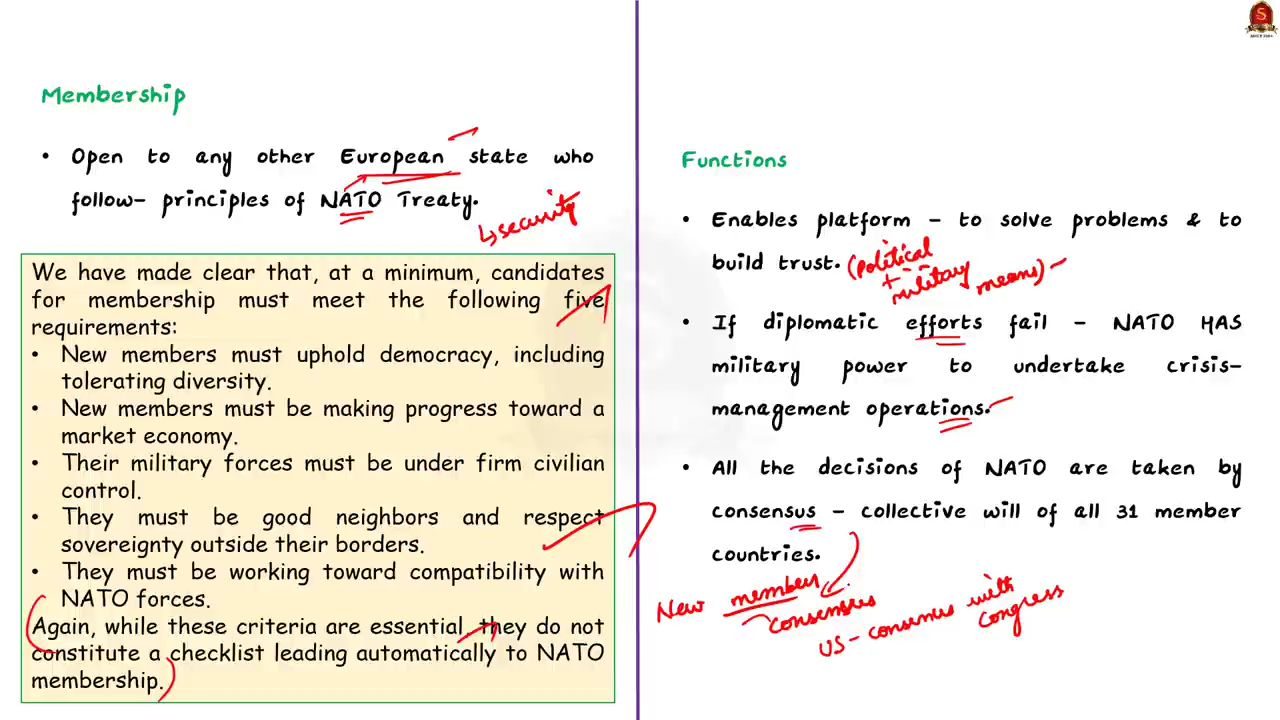 Membership
• Open to any other European state who
follow- principles of NATO Treaty.
↳security
We have made clear that, at a minimum, candidates
for membership must meet the following five
requirements:
• New members must uphold democracy, including
tolerating diversity.
• New members must be making progress toward a
market economy.
• Their military forces must be under firm civilian
control.
• They must be good neighbors and respect
sovereignty outside their borders.
• They must be working toward compatibility with
NATO forces.
Again, while these criteria are essential, they do not
constitute a checklist leading automatically to NATO
membership.
Functions
• Enables platform - to solve problems & to
build trust. (political
+ military means)
• If diplomatic efforts fail - NATO HAS
military power to undertake crisis-
management operations.
• All the decisions of NATO are taken by
consensus - collective will of all 31 member
countries.
New members
consensus
US - consensus with
Congress
S